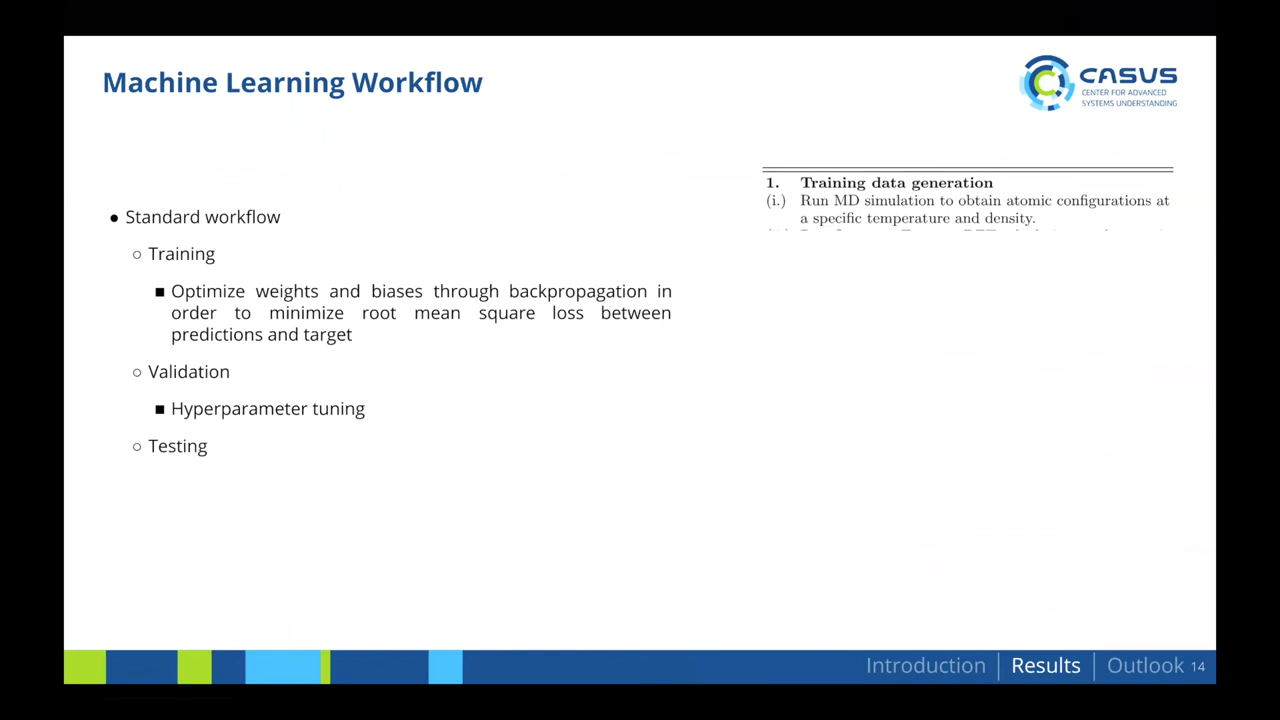 Machine Learning Workflow
CASUS
CENTER FOR ADVANCED
SYSTEMS UNDERSTANDING
● Standard workflow
○ Training
■ Optimize weights and biases through backpropagation in
order to minimize root mean square loss between
predictions and target
○ Validation
■ Hyperparameter tuning
○ Testing
1. Training data generation
(i.) Run MD simulation to obtain atomic configurations at
a specific temperature and density.
Introduction | Results | Outlook 14